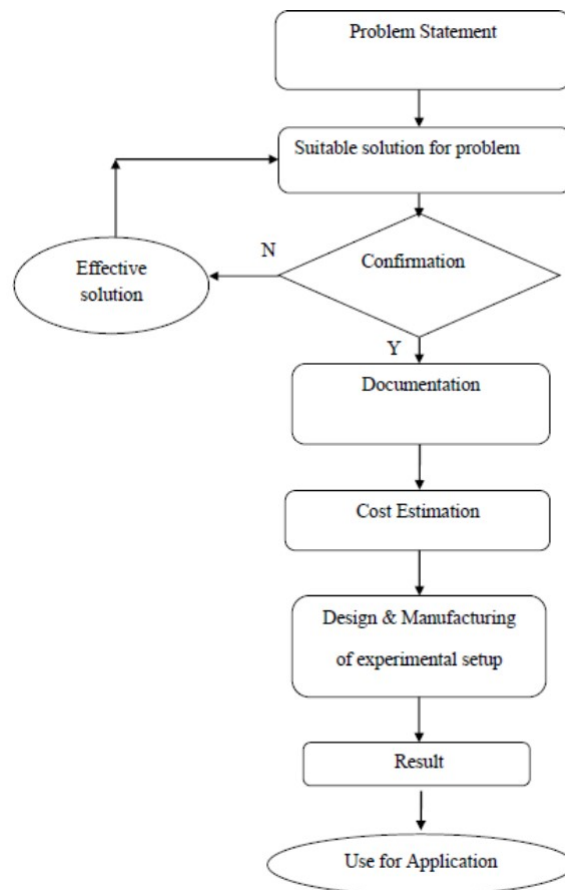 Problem Statement
Suitable solution for problem
N
Confirmation
Effective
solution
Y
Documentation
Cost Estimation
Design & Manufacturing
of experimental setup
Result
Use for Application